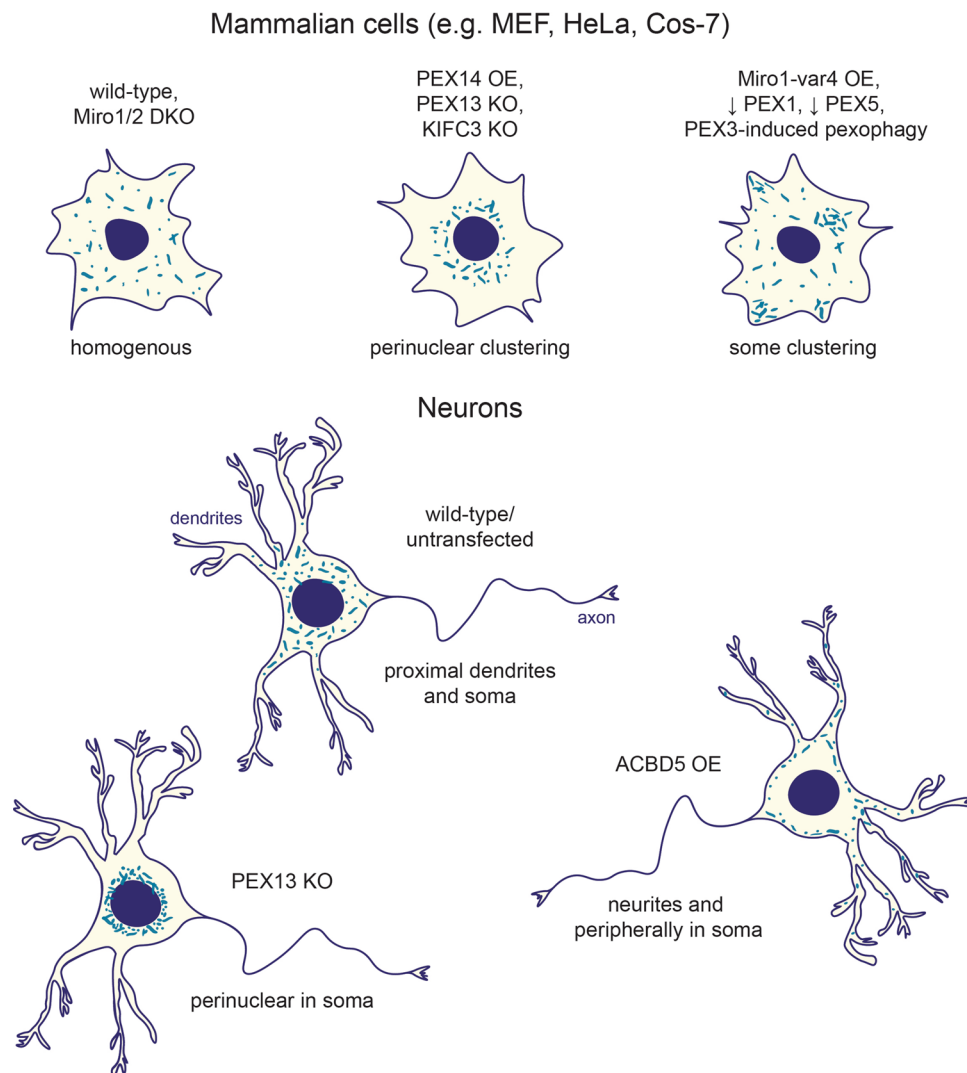 Mammalian cells (e.g. MEF, HeLa, Cos-7)
wild-type,
Miro1/2 DKO
homogenous
PEX14 OE,
PEX13 KO,
KIFC3 KO
perinuclear clustering
Miro1-var4 OE,
↓ PEX1, ↓ PEX5,
PEX3-induced pexophagy
some clustering
Neurons
dendrites
wild-type/
untransfected
axon
proximal dendrites
and soma
ACBD5 OE
neurites and
peripherally in soma
PEX13 KO
perinuclear in soma